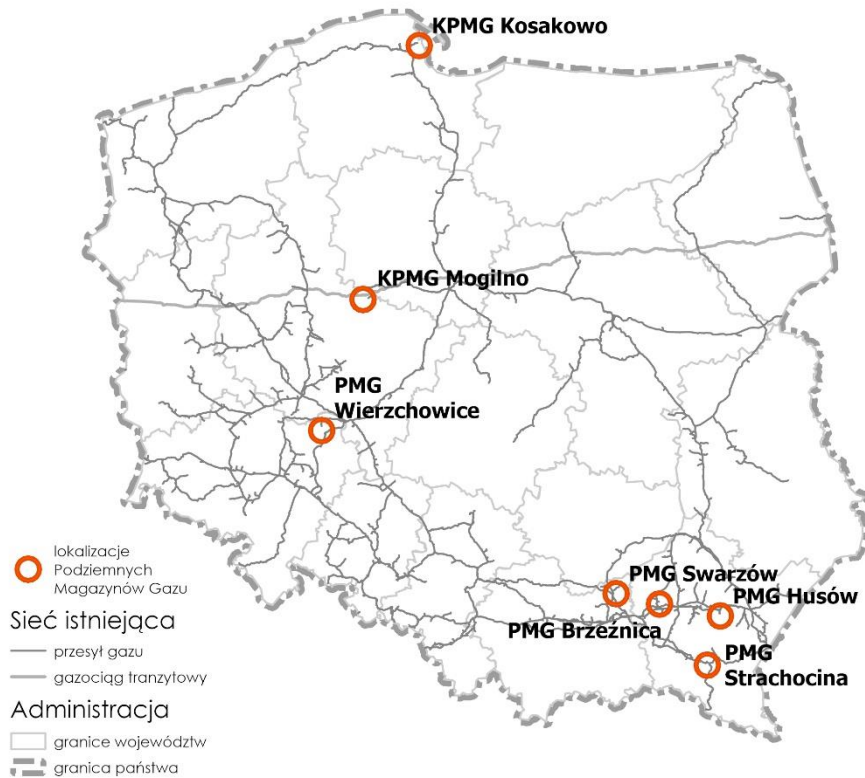 KPMG Kosakowo
KPMG Mogilno
PMG
Wierzchowice
PMG Swarzów
PMG Husów
PMG Brzeźnica
PMG
Strachocina
lokalizacje
Podziemnych
Magazynów Gazu
Sieć istniejąca
przesył gazu
gazociąg tranzytowy
Administracja
granice województw
granica państwa